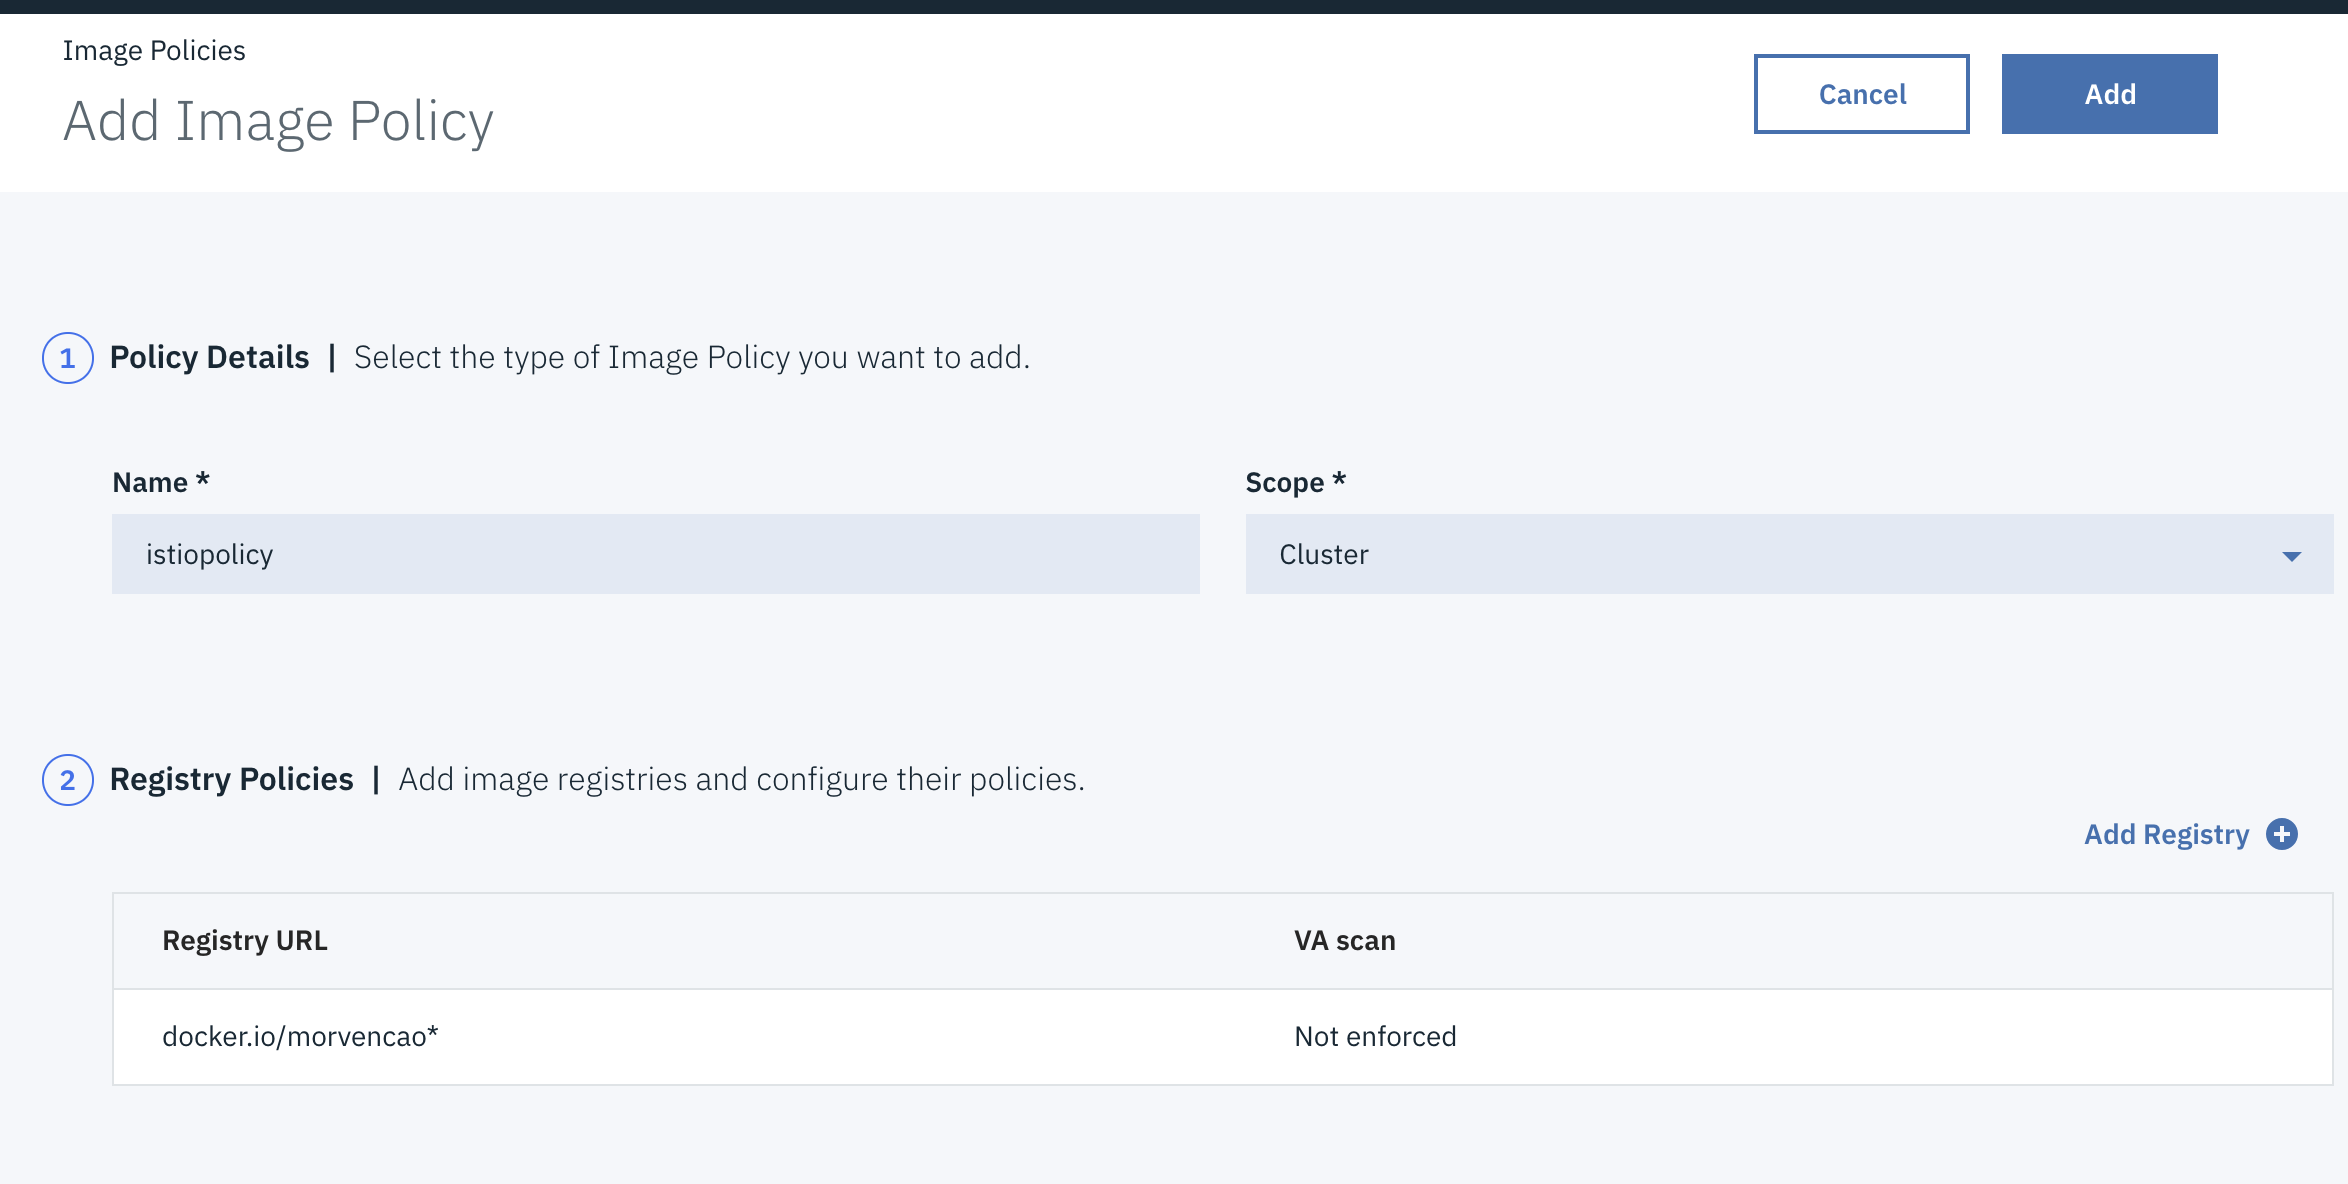 Image Policies
Add Image Policy
Cancel
Add
1 Policy Details | Select the type of Image Policy you want to add.
Name *
Scope *
istiopolicy
Cluster
2 Registry Policies | Add image registries and configure their policies.
Add Registry
Registry URL
VA scan
docker.io/morvencao*
Not enforced